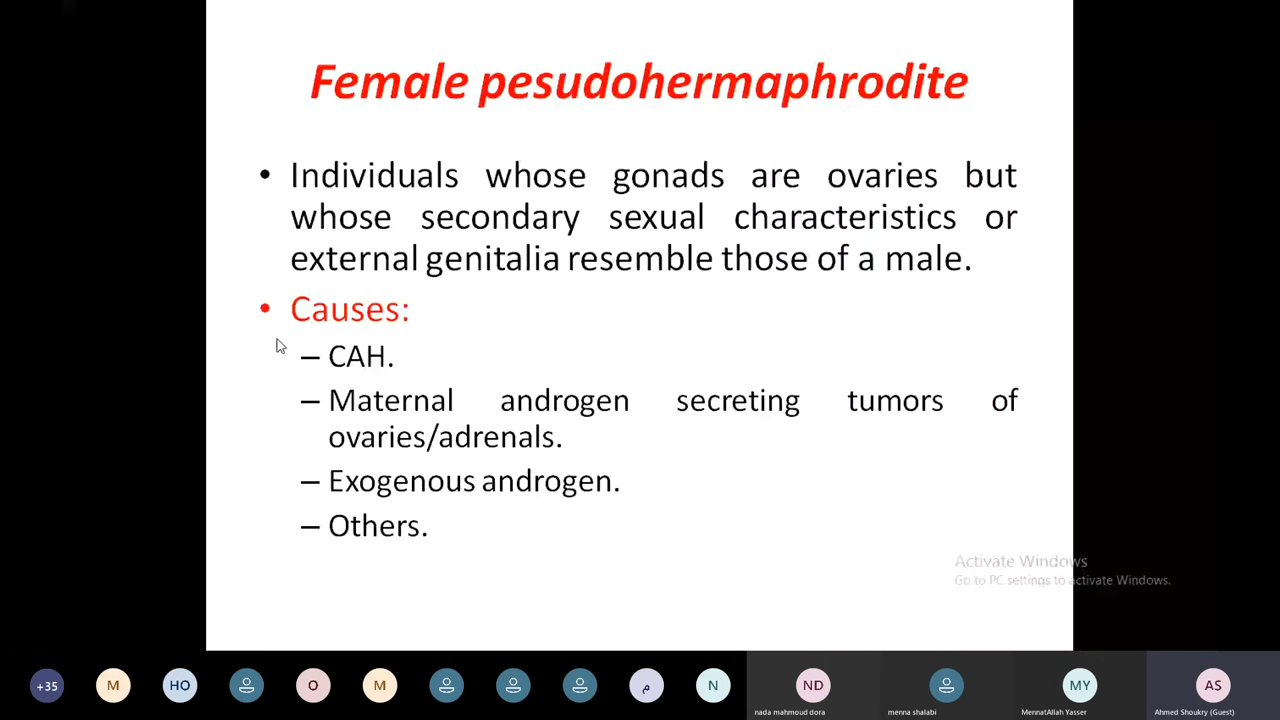 Female pesudohermaphrodite
• Individuals whose gonads are ovaries but
whose secondary sexual characteristics or
external genitalia resemble those of a male.
• Causes:
– CAH.
– Maternal androgen secreting tumors of
ovaries/adrenals.
– Exogenous androgen.
– Others.
Activate Windows
Go to PC settings to activate Windows.
+35 M HO O M م N ND MY AS
nada mahmoud dora menna shalabi MennatAllah Yasser Ahmed Shoukry (Guest)